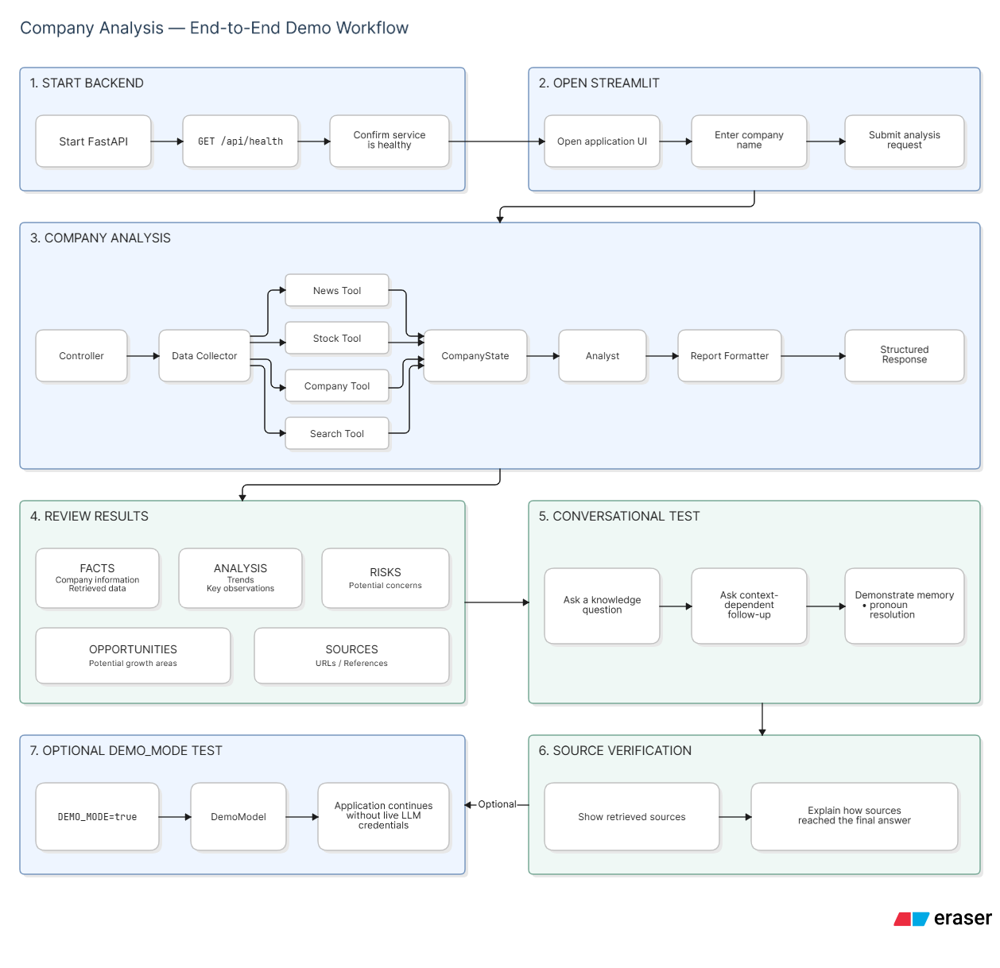 Company Analysis — End-to-End Demo Workflow
1. START BACKEND
Start FastAPI
GET /api/health
Confirm service
is healthy
2. OPEN STREAMLIT
Open application UI
Enter company
name
Submit analysis
request
3. COMPANY ANALYSIS
Controller
Data Collector
News Tool
Stock Tool
Company Tool
Search Tool
CompanyState
Analyst
Report Formatter
Structured
Response
4. REVIEW RESULTS
FACTS
Company information
Retrieved data
ANALYSIS
Trends
Key observations
RISKS
Potential concerns
OPPORTUNITIES
Potential growth areas
SOURCES
URLs / References
5. CONVERSATIONAL TEST
Ask a knowledge
question
Ask context-
dependent
follow-up
Demonstrate memory
• pronoun
resolution
7. OPTIONAL DEMO_MODE TEST
DEMO_MODE=true
DemoModel
Application continues
without live LLM
credentials
Optional
6. SOURCE VERIFICATION
Show retrieved sources
Explain how sources
reached the final answer
eraser